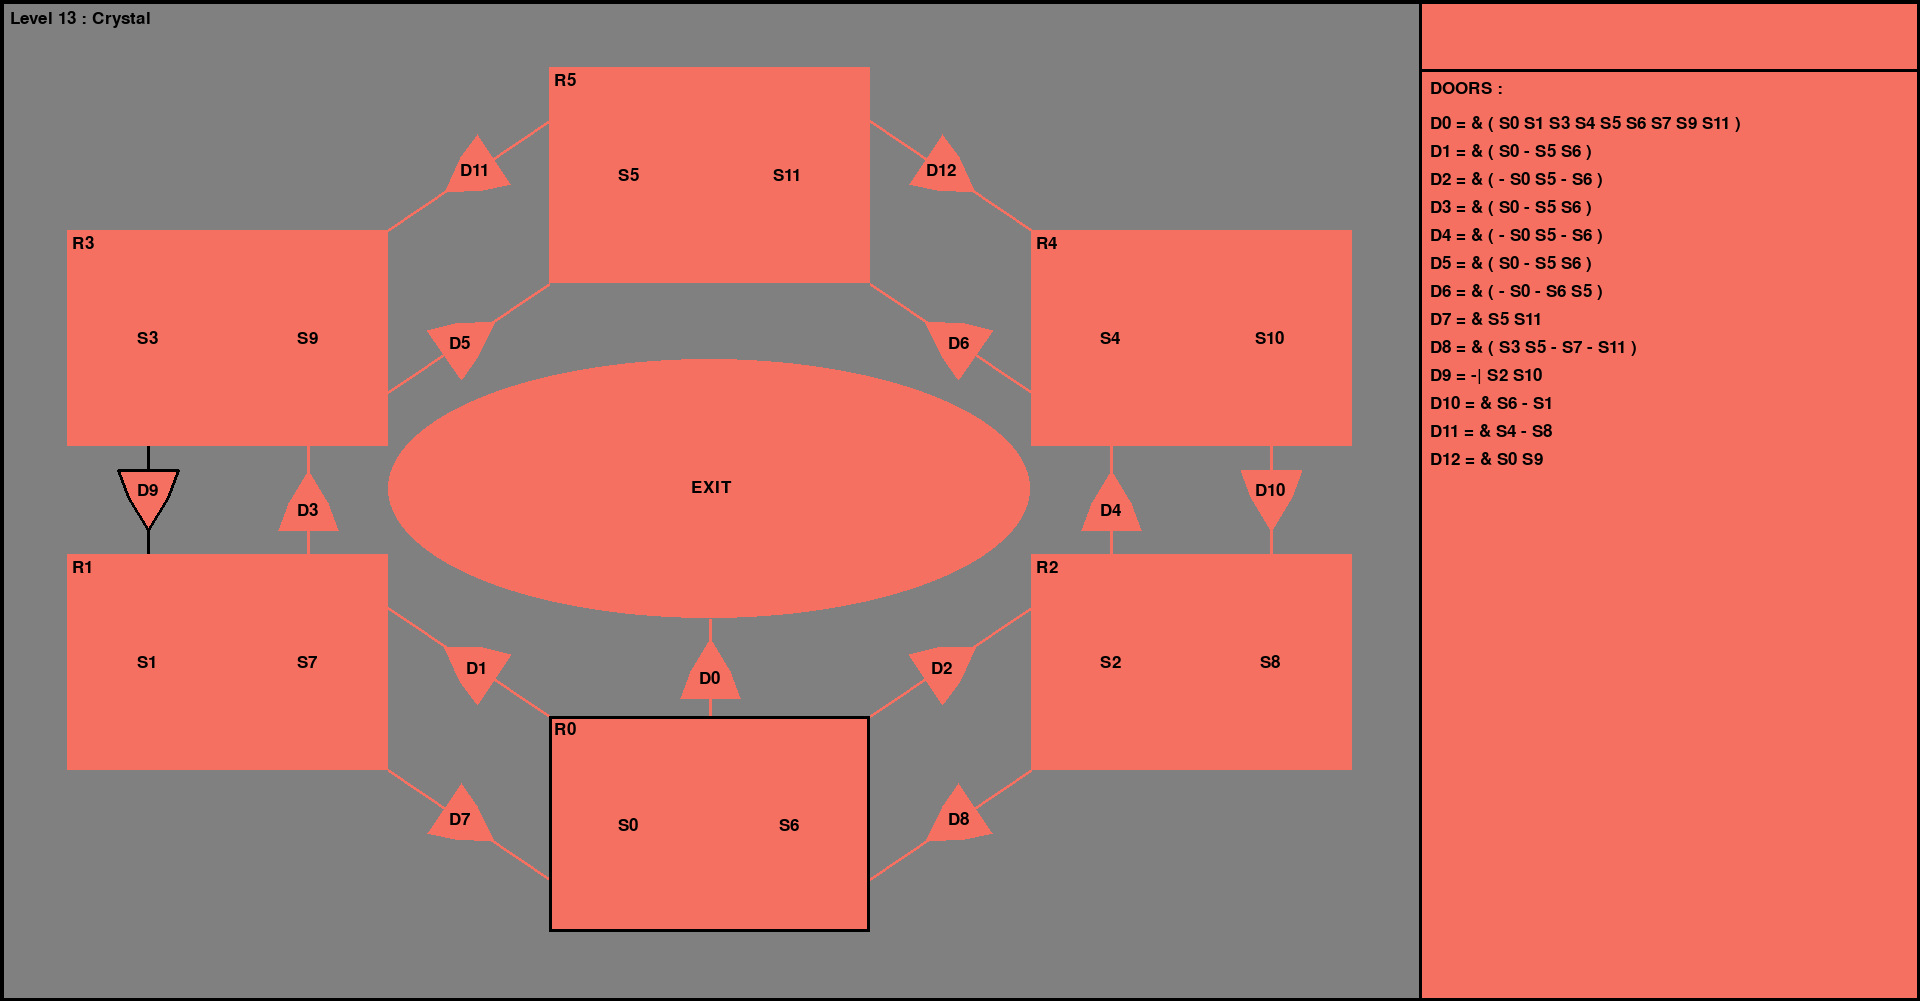 Level 13 : Crystal
DOORS :
D0 = & ( S0 S1 S3 S4 S5 S6 S7 S9 S11 )
D1 = & ( S0 - S5 S6 )
D2 = & ( - S0 S5 - S6 )
D3 = & ( S0 - S5 S6 )
D4 = & ( - S0 S5 - S6 )
D5 = & ( S0 - S5 S6 )
D6 = & ( - S0 - S6 S5 )
D7 = & S5 S11
D8 = & ( S3 S5 - S7 - S11 )
D9 = -| S2 S10
D10 = & S6 - S1
D11 = & S4 - S8
D12 = & S0 S9
R5
S5 S11
D11
D12
R3
S3 S9
R4
S4 S10
D5
D6
EXIT
D9
D3
D4
D10
R1
S1 S7
R2
S2 S8
D1
D0
D2
R0
S0 S6
D7
D8